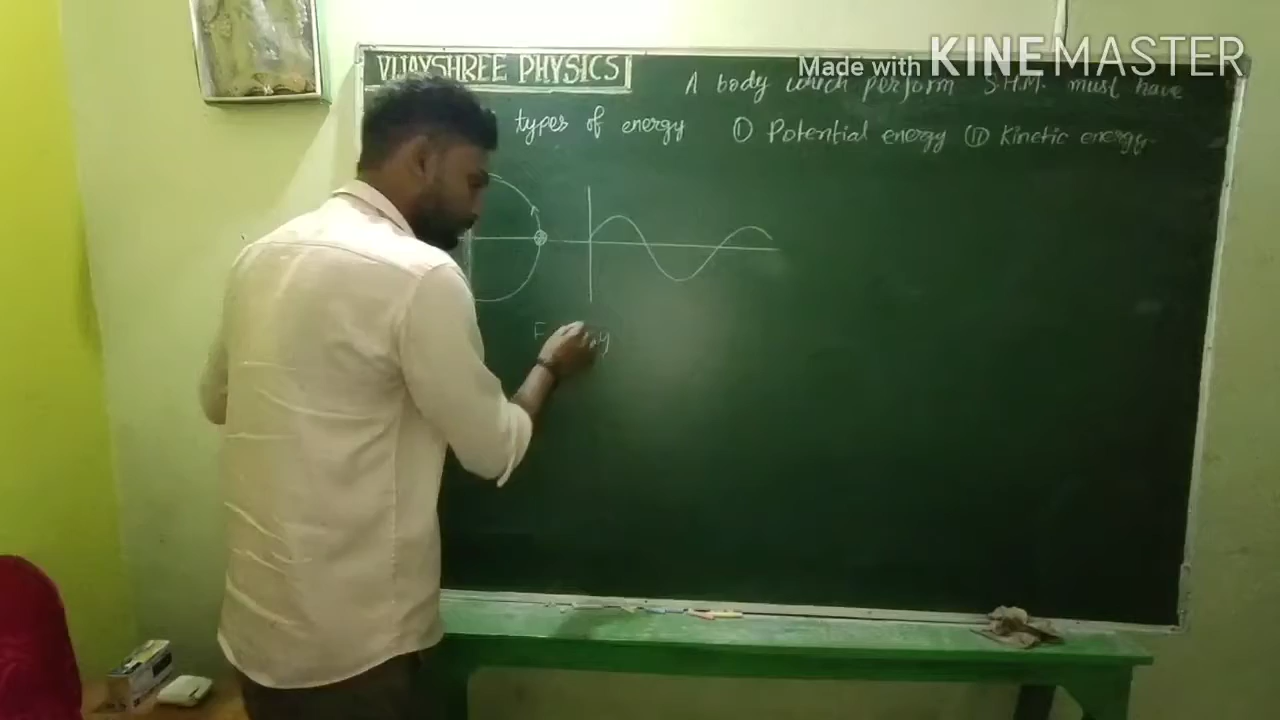 Made with KINEMASTER
VIJAYSHREE PHYSICS
A body which perform S.H.M. must have
types of energy ① Potential energy ② Kinetic energy